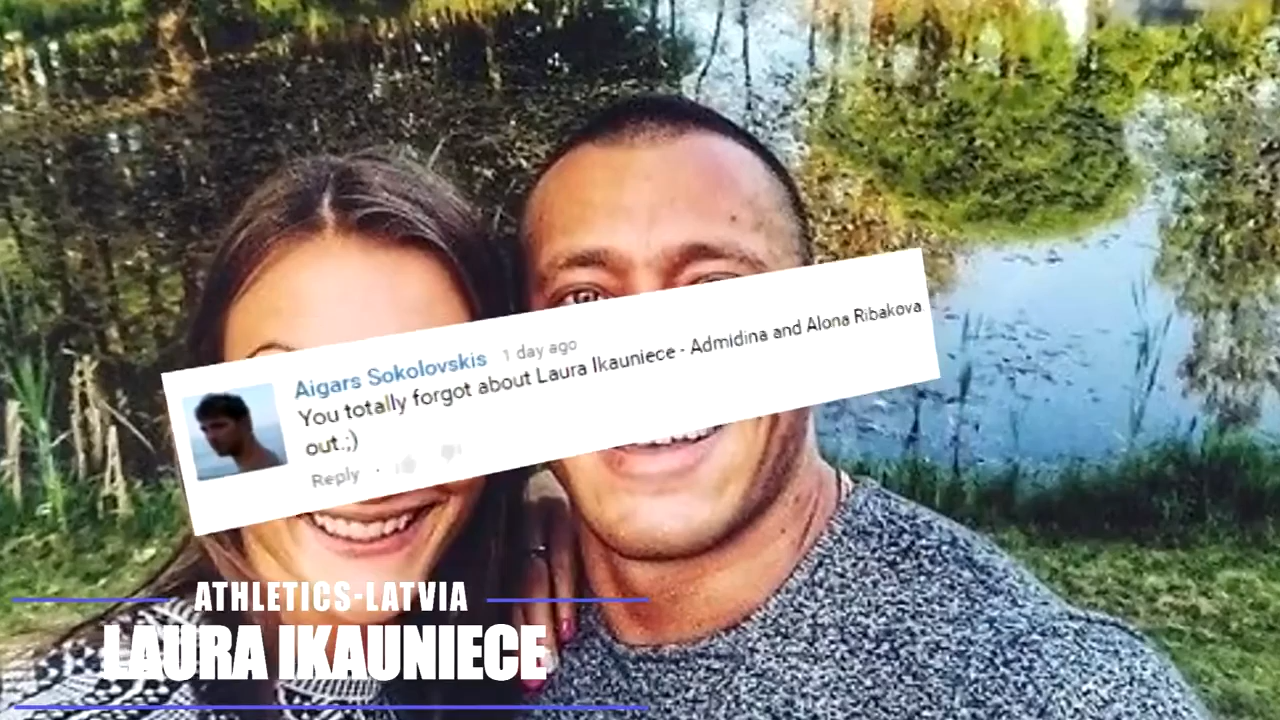 Aigars Sokolovskis 1 day ago
You totally forgot about Laura Ikauniece - Admidina and Alona Ribakova
out.;)
Reply
ATHLETICS-LATVIA
LAURA IKAUNIECE